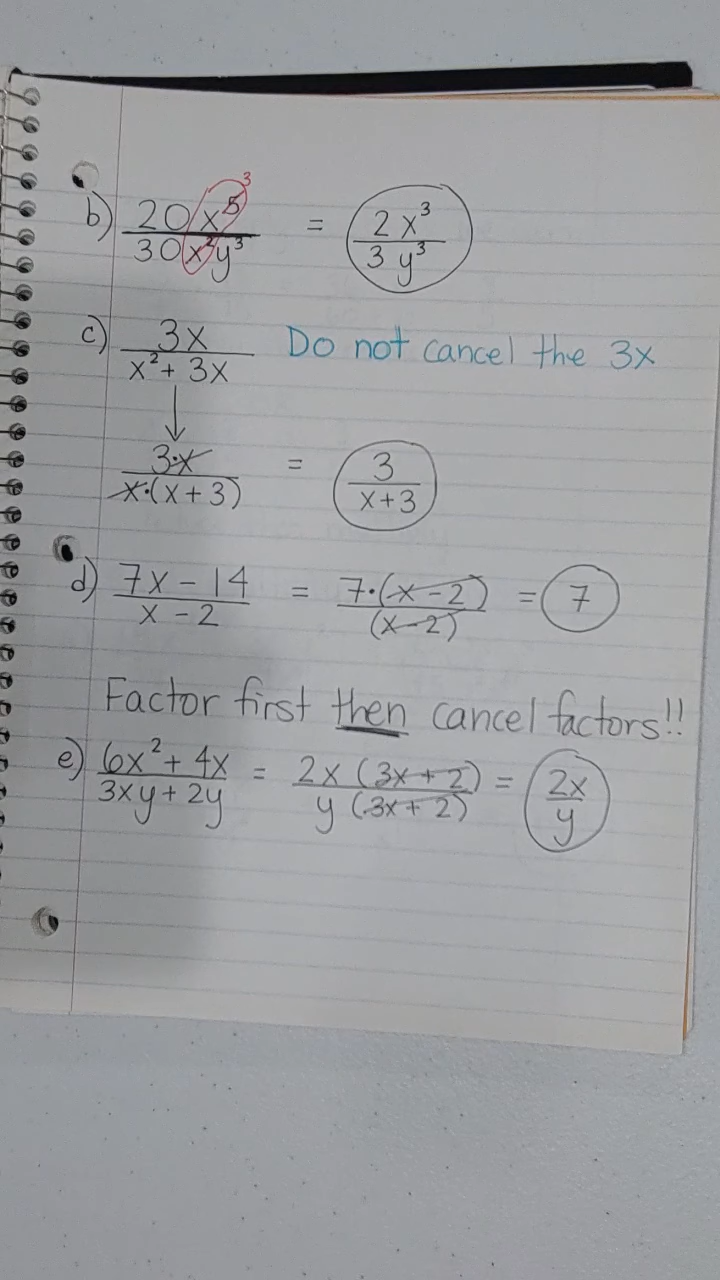 b) 20x⁵/30x²y³ ³ = 2x³/3y³
c) 3x/x²+3x Do not cancel the 3x
↓
3·x/x·(x+3) = 3/x+3
d) 7x-14/x-2 = 7·(x-2)/(x-2) = 7
Factor first then cancel factors!!
e) 6x²+4x/3xy+2y = 2x(3x+2)/y(3x+2) = 2x/y